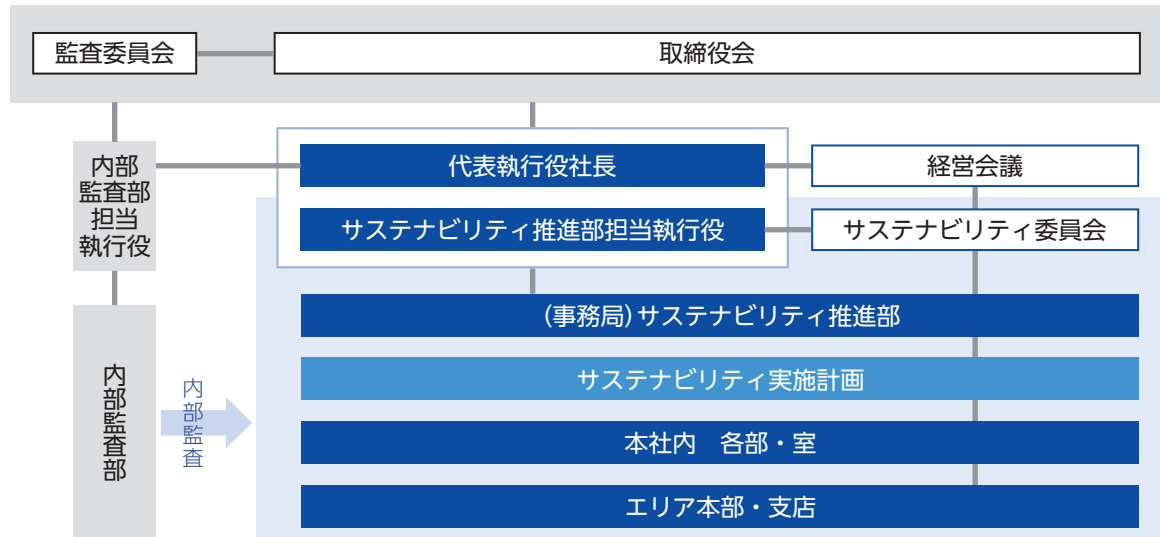 監査委員会
取締役会
内部
監査部
担当
執行役
代表執行役社長
経営会議
サステナビリティ推進部担当執行役
サステナビリティ委員会
(事務局)サステナビリティ推進部
内部監査部
内部監査
サステナビリティ実施計画
本社内　各部・室
エリア本部・支店